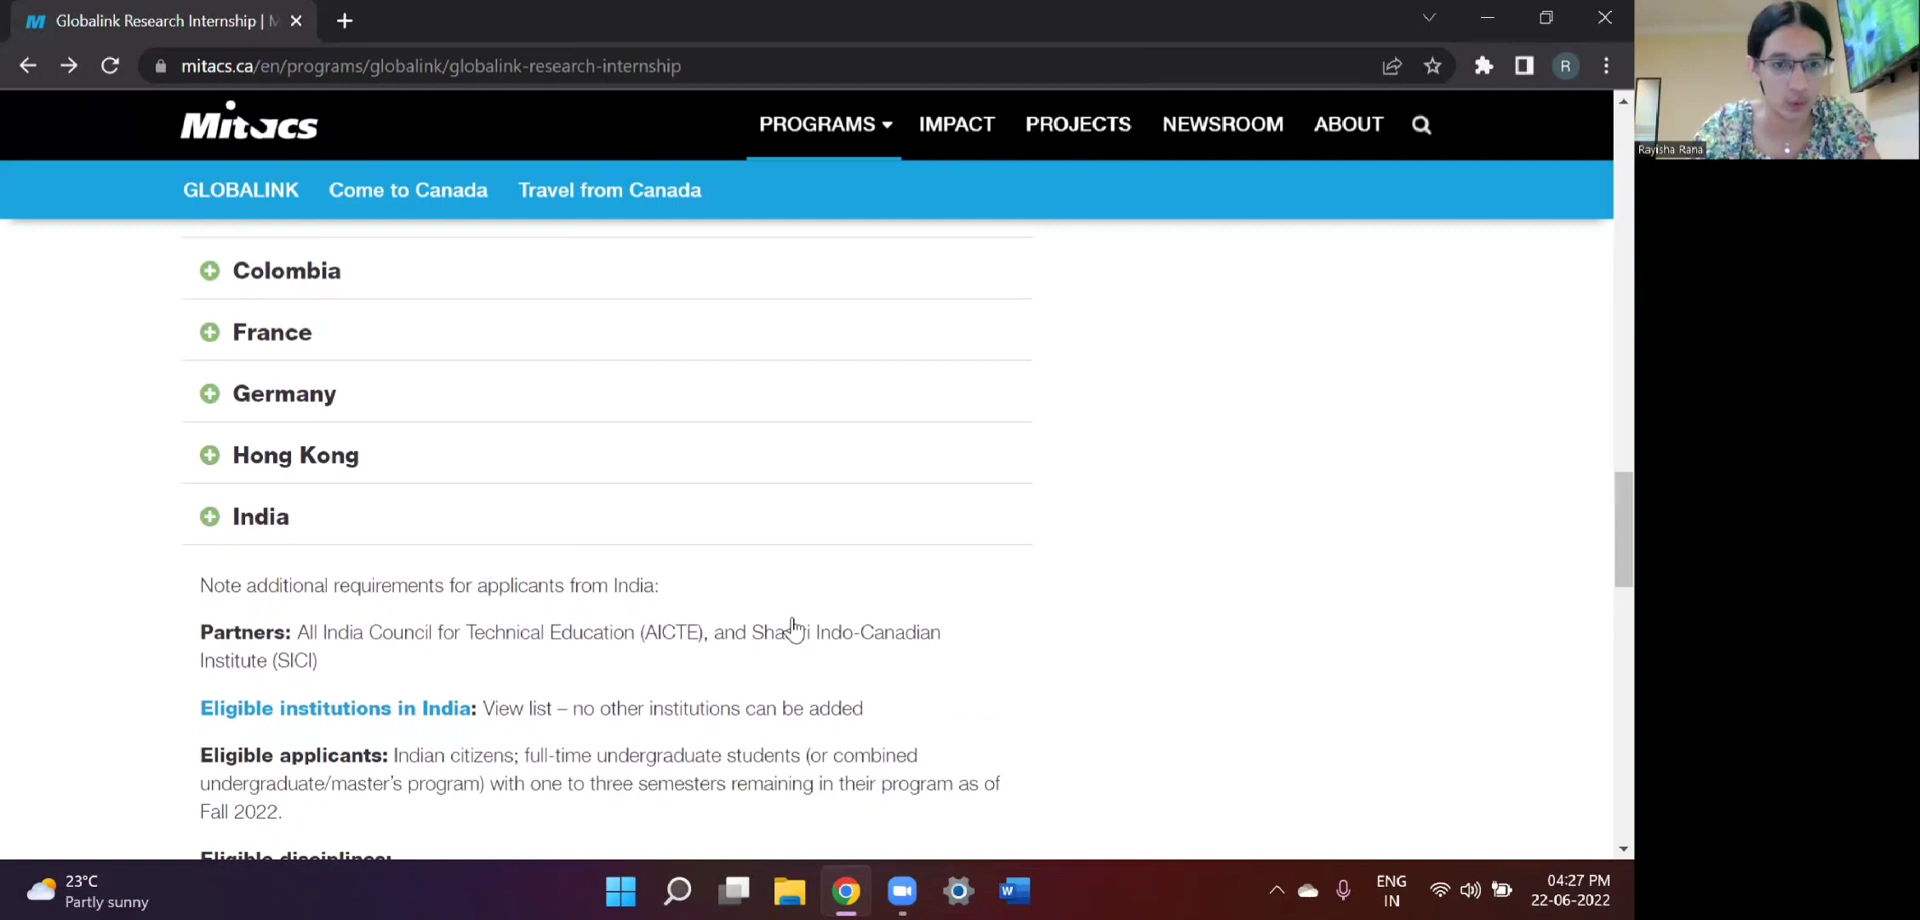 Globalink Research Internship |
mitacs.ca/en/programs/globalink/globalink-research-internship
R
Mitacs
PROGRAMS IMPACT PROJECTS NEWSROOM ABOUT
GLOBALINK Come to Canada Travel from Canada
Rayisha Rana
Colombia
France
Germany
Hong Kong
India
Note additional requirements for applicants from India:
Partners: All India Council for Technical Education (AICTE), and Indo-Canadian
Institute (SICI)
Eligible institutions in India: View list – no other institutions can be added
Eligible applicants: Indian citizens; full-time undergraduate students (or combined
undergraduate/master's program) with one to three semesters remaining in their program as of
Fall 2022.
Eligible disciplines:
23°C
Partly sunny
ENG
IN
04:27 PM
22-06-2022